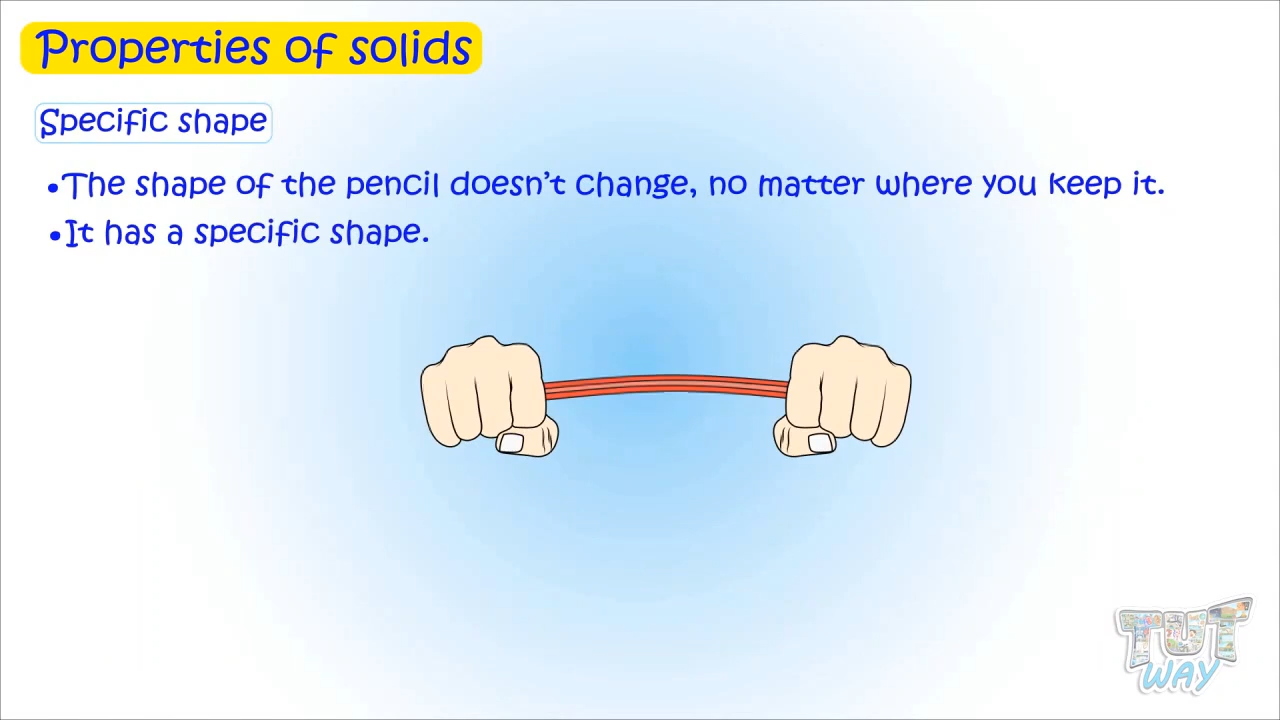 Properties of solids
Specific shape
•The shape of the pencil doesn't change, no matter where you keep it.
•It has a specific shape.
TUT
WAY